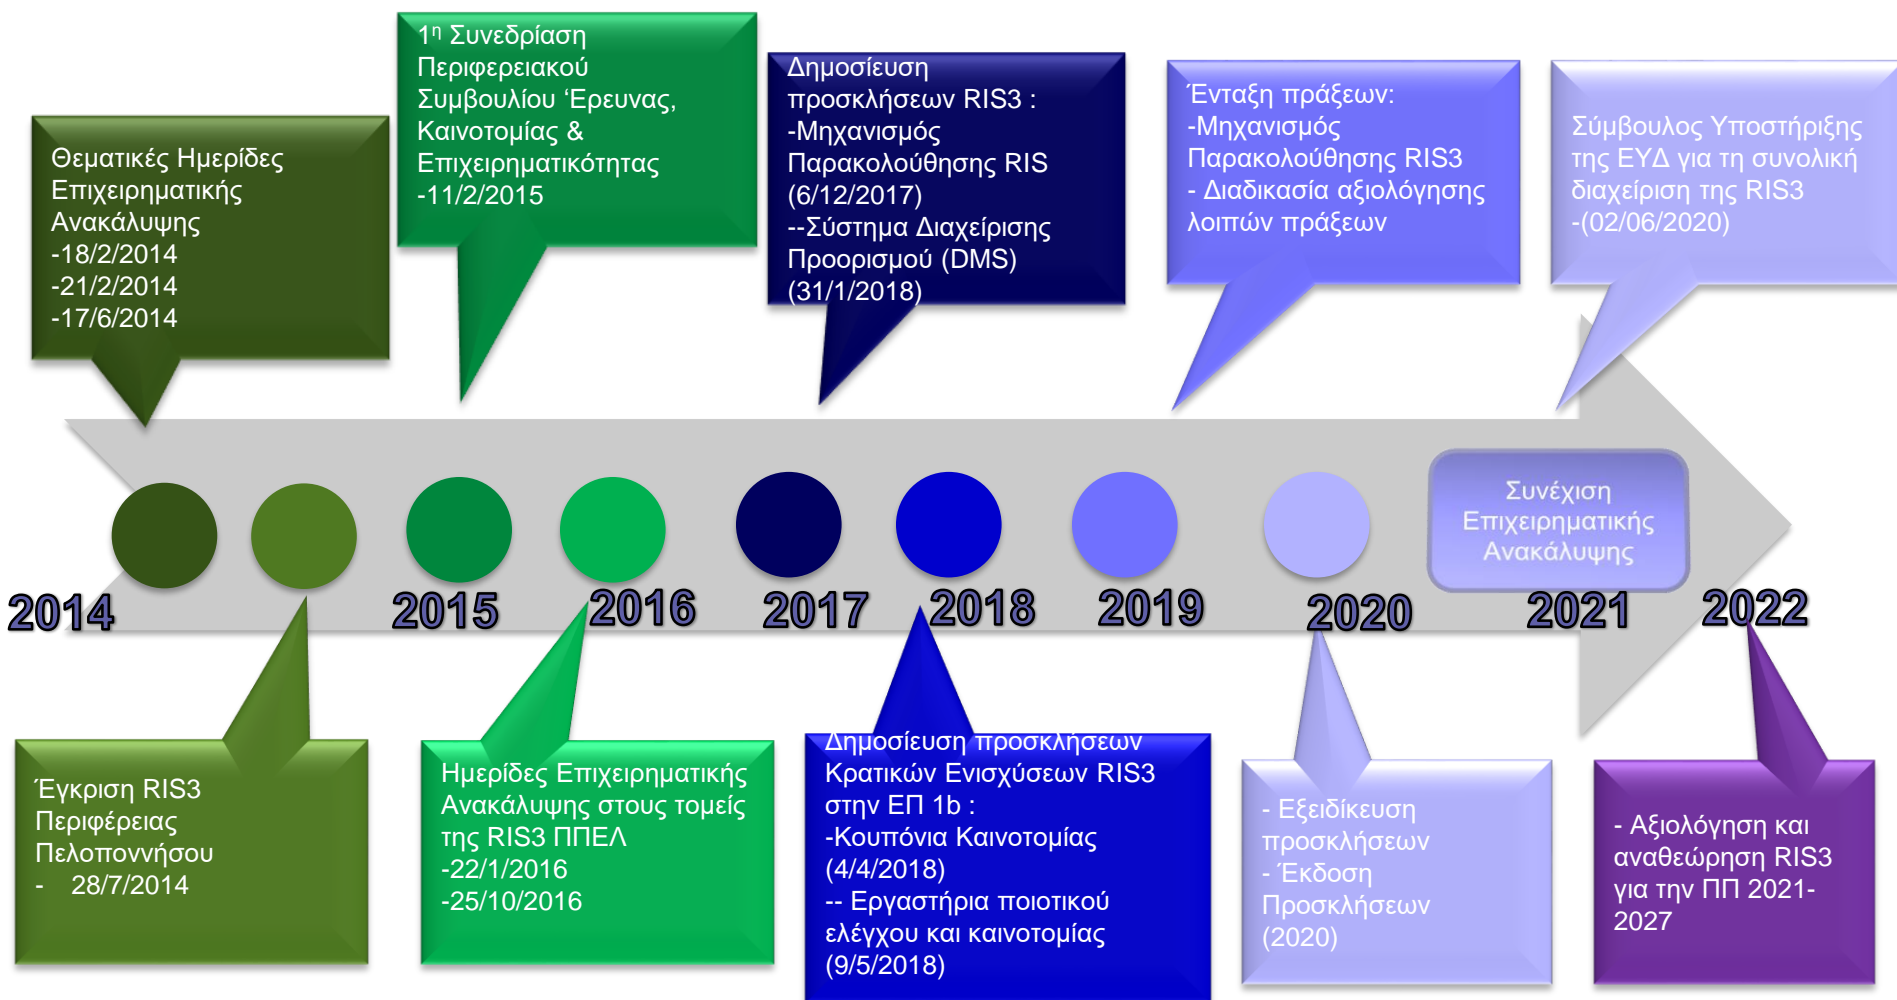 Θεματικές Ημερίδες
Επιχειρηματικής
Ανακάλυψης
-18/2/2014
-21/2/2014
-17/6/2014
1η Συνεδρίαση
Περιφερειακού
Συμβουλίου ‘Ερευνας,
Καινοτομίας &
Επιχειρηματικότητας
-11/2/2015
Δημοσίευση
προσκλήσεων RIS3 :
-Μηχανισμός
Παρακολούθησης RIS
(6/12/2017)
--Σύστημα Διαχείρισης
Προορισμού (DMS)
(31/1/2018)
Ένταξη πράξεων:
-Μηχανισμός
Παρακολούθησης RIS3
- Διαδικασία αξιολόγησης
λοιπών πράξεων
Σύμβουλος Υποστήριξης
της ΕΥΔ για τη συνολική
διαχείριση της RIS3
-(02/06/2020)
Συνέχιση
Επιχειρηματικής
Ανακάλυψης
2014
2015
2016
2017
2018
2019
2020
2021
2022
Έγκριση RIS3
Περιφέρειας
Πελοποννήσου
- 28/7/2014
Ημερίδες Επιχειρηματικής
Ανακάλυψης στους τομείς
της RIS3 ΠΠΕΛ
-22/1/2016
-25/10/2016
Δημοσίευση προσκλήσεων
Κρατικών Ενισχύσεων RIS3
στην ΕΠ 1b :
-Κουπόνια Καινοτομίας
(4/4/2018)
-- Εργαστήρια ποιοτικού
ελέγχου και καινοτομίας
(9/5/2018)
- Εξειδίκευση
προσκλήσεων
- Έκδοση
Προσκλήσεων
(2020)
- Αξιολόγηση και
αναθεώρηση RIS3
για την ΠΠ 2021-
2027